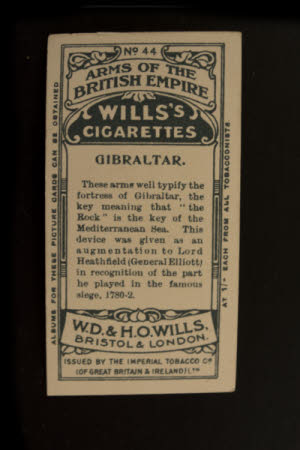 No 44
ARMS OF THE
BRITISH EMPIRE
WILLS'S
CIGARETTES
GIBRALTAR.
These arms well typify the
fortress of Gibraltar, the
key meaning that "the
Rock" is the key of the
Mediterranean Sea. This
device was given as an
augmentation to Lord
Heathfield (General Elliott)
in recognition of the part
he played in the famous
siege, 1780-2.
W.D. & H.O. WILLS,
BRISTOL & LONDON.
ISSUED BY THE IMPERIAL TOBACCO CO
(OF GREAT BRITAIN & IRELAND) LTD
ALBUMS FOR THESE PICTURE CARDS CAN BE OBTAINED
AT 1/- EACH FROM ALL TOBACCONISTS